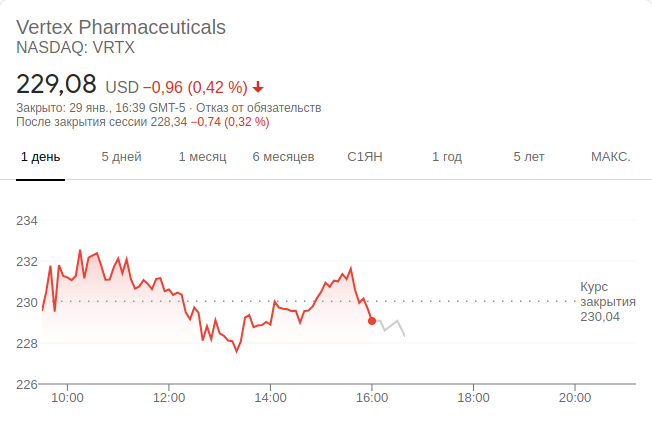 Vertex Pharmaceuticals
NASDAQ: VRTX
229,08 USD −0,96 (0,42 %)
Закрыто: 29 янв., 16:39 GMT-5 · Отказ от обязательств
После закрытия сессии 228,34 −0,74 (0,32 %)
1 день 5 дней 1 месяц 6 месяцев С1ЯН 1 год 5 лет МАКС.
234
232
230
228
226
Курс
закрытия
230,04
10:00 12:00 14:00 16:00 18:00 20:00